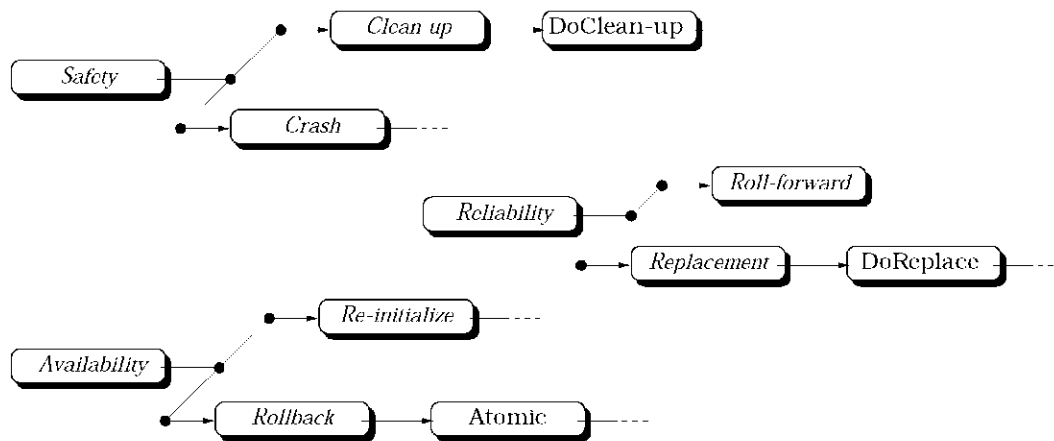 Clean up
DoClean-up
Safety
Crash
Roll-forward
Reliability
Replacement
DoReplace
Re-initialize
Availability
Rollback
Atomic